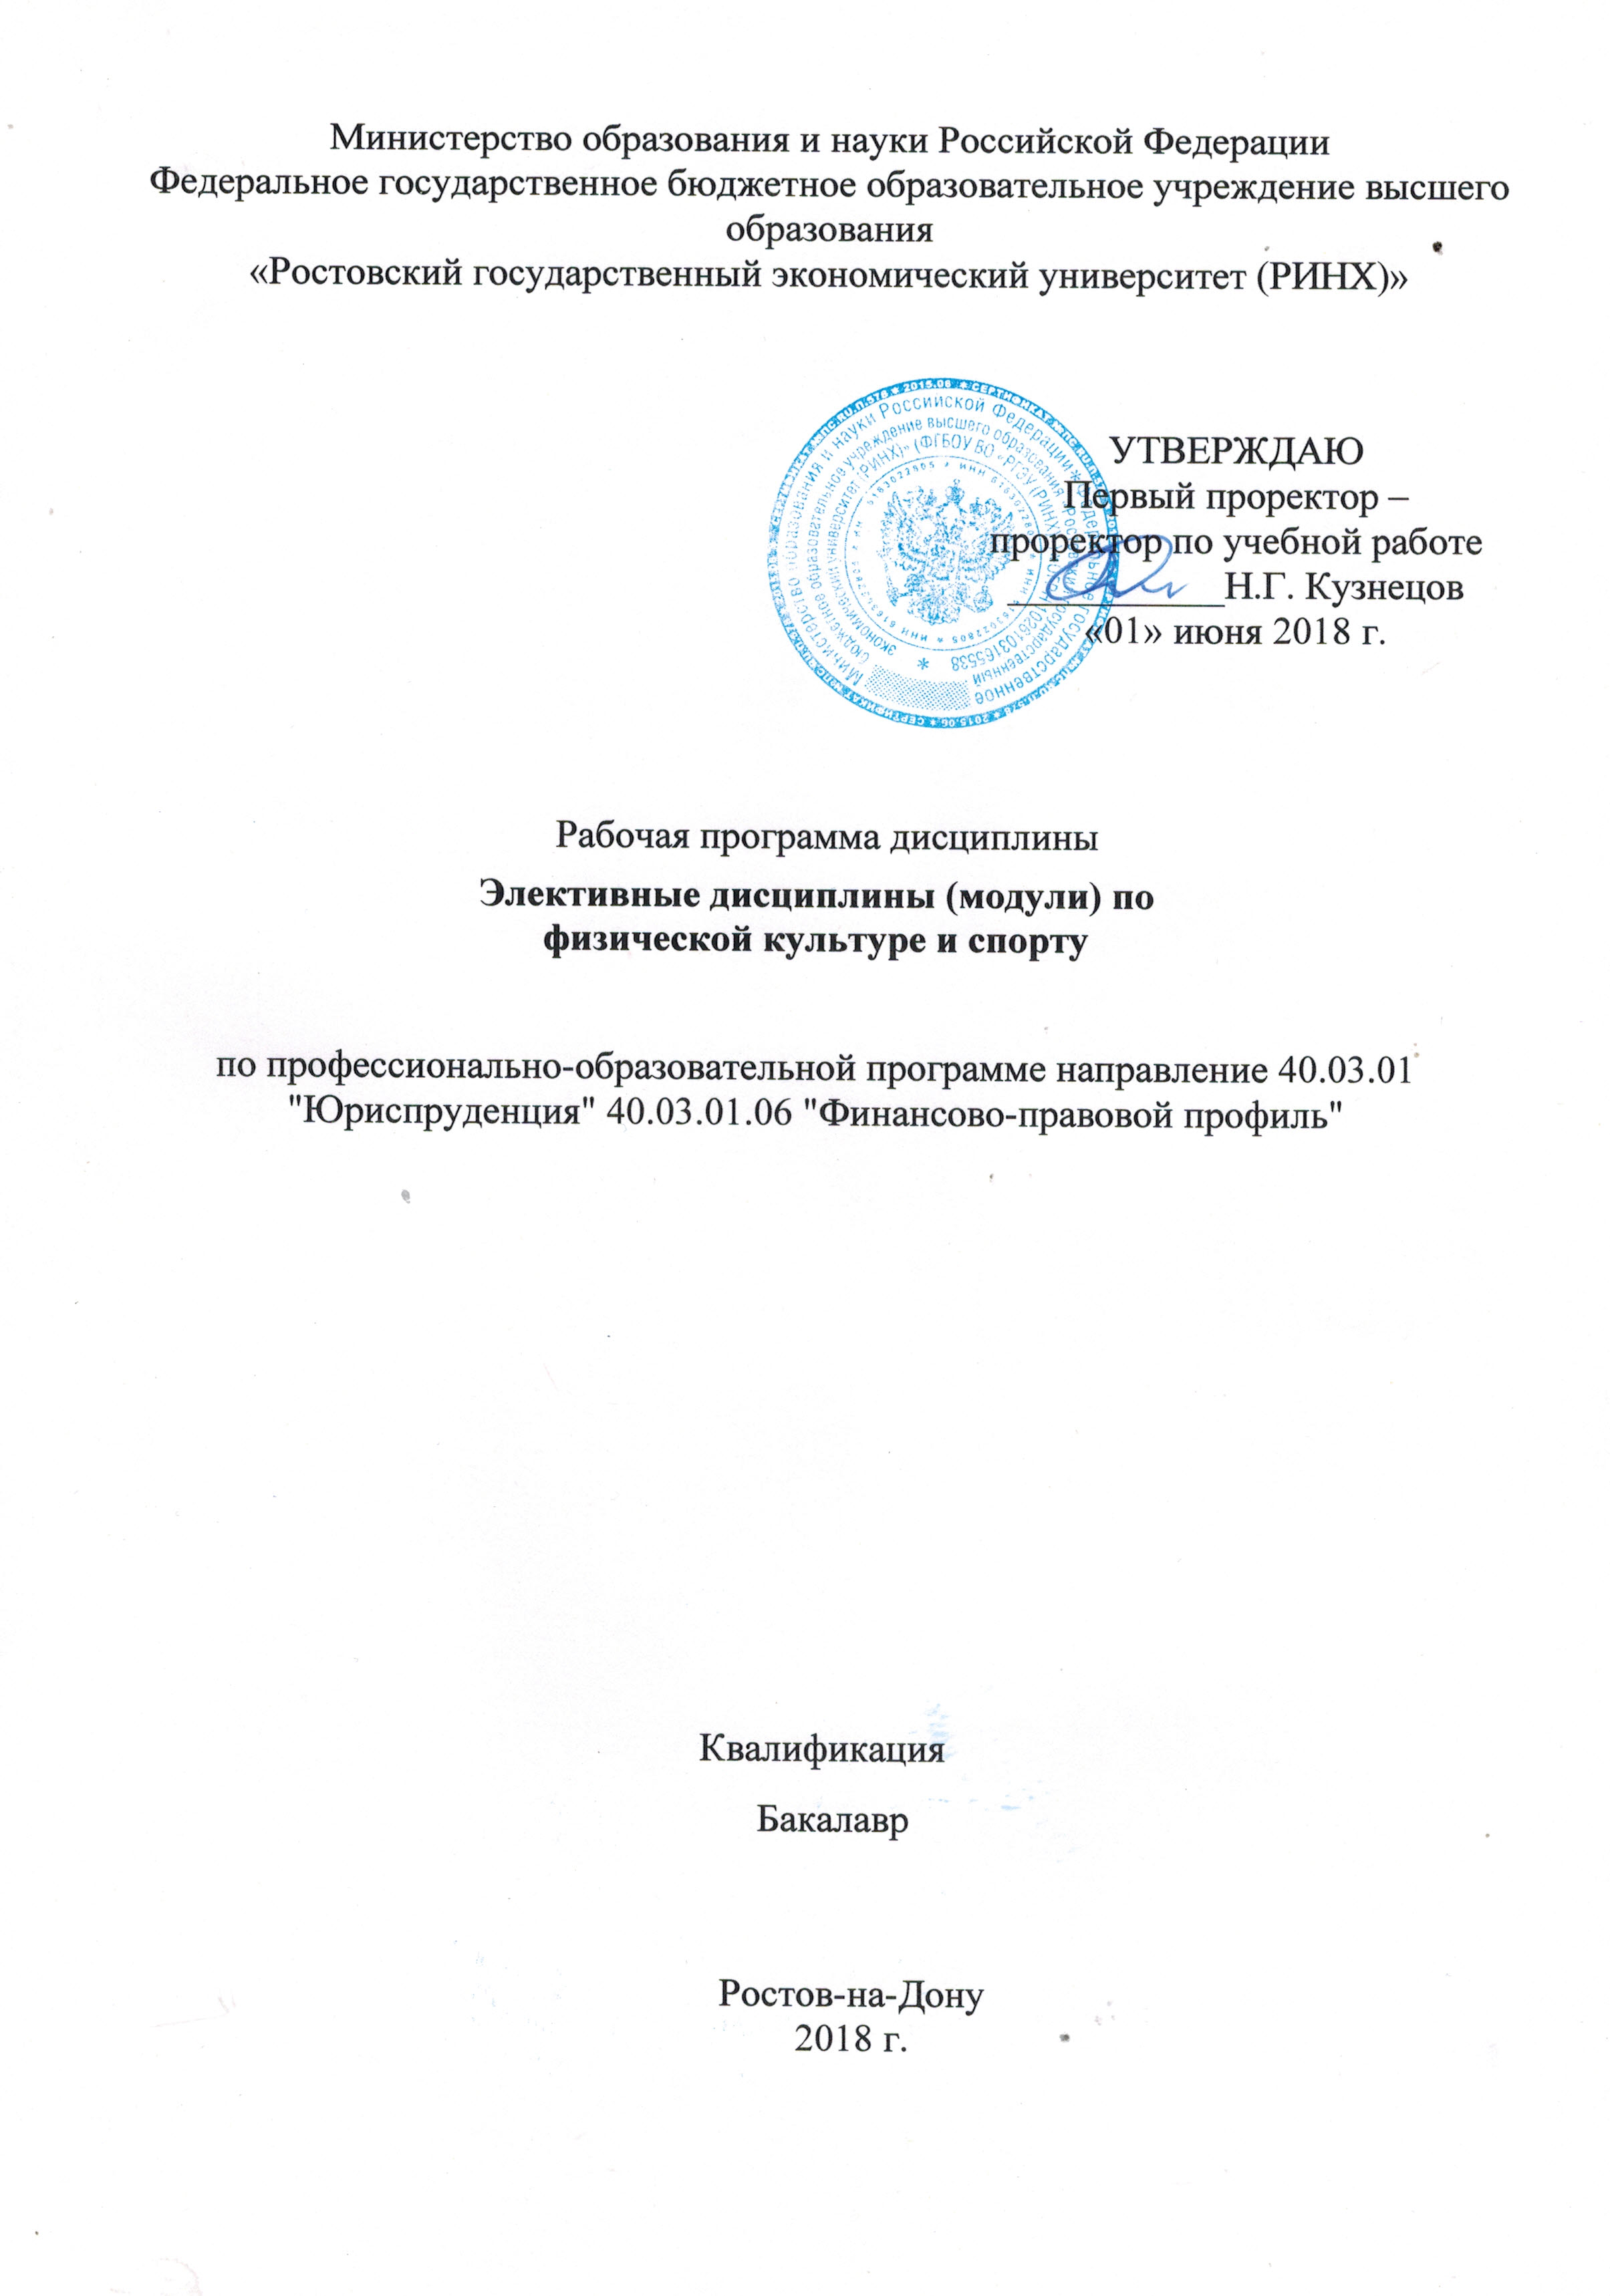 Министерство образования и науки Российской Федерации
Федеральное государственное бюджетное образовательное учреждение высшего
образования
«Ростовский государственный экономический университет (РИНХ)»
УТВЕРЖДАЮ
Первый проректор –
проректор по учебной работе
Н.Г. Кузнецов
«01» июня 2018 г.
Рабочая программа дисциплины
Элективные дисциплины (модули) по
физической культуре и спорту
по профессионально-образовательной программе направление 40.03.01
"Юриспруденция" 40.03.01.06 "Финансово-правовой профиль"
Квалификация
Бакалавр
Ростов-на-Дону
2018 г.